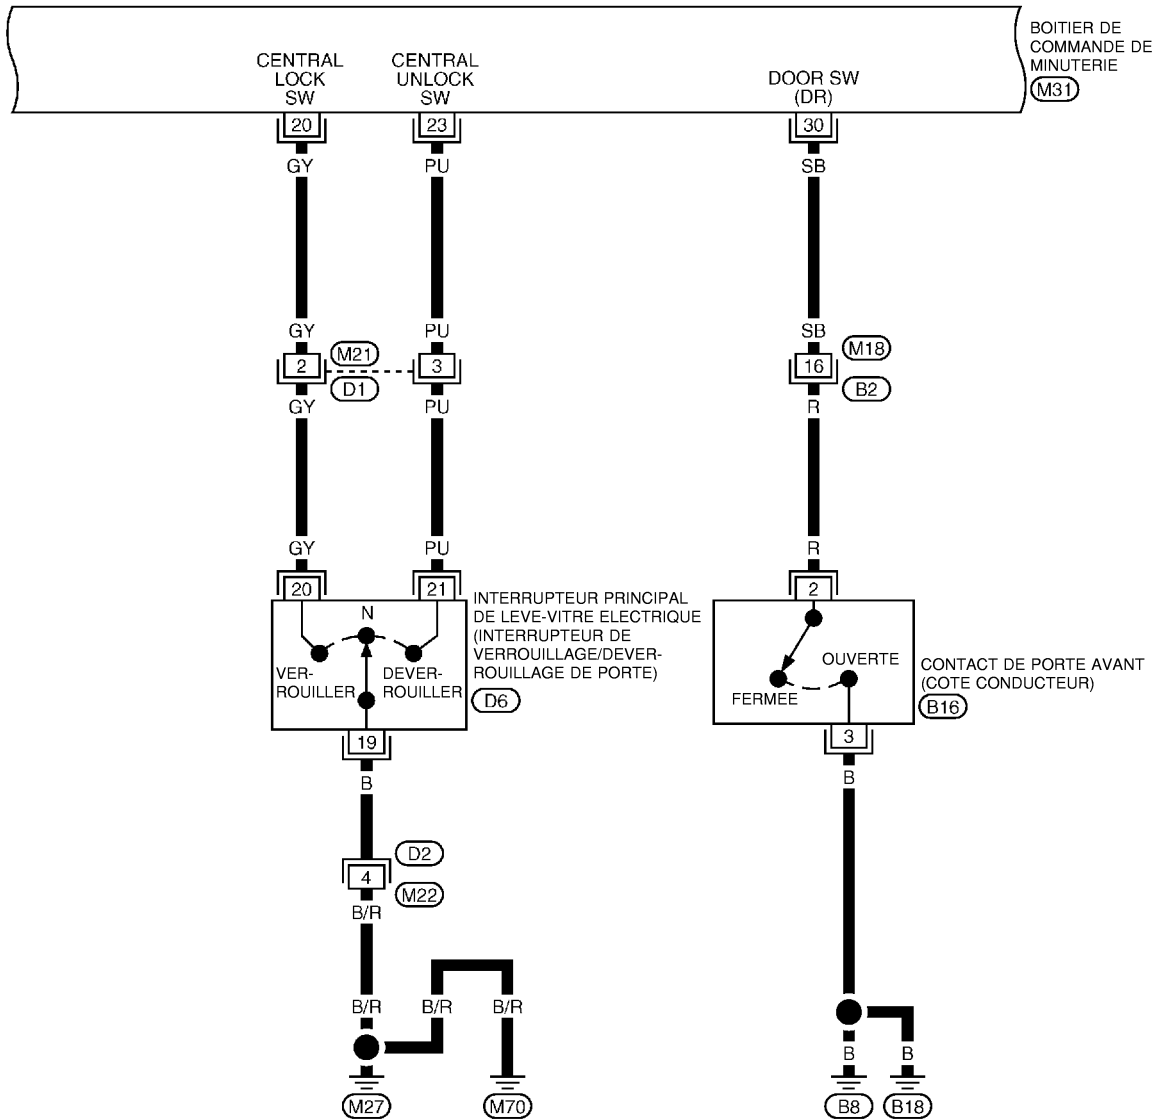 BOITIER DE
COMMANDE DE
MINUTERIE
M31
CENTRAL
LOCK
SW
CENTRAL
UNLOCK
SW
DOOR SW
(DR)
20
23
30
GY
PU
SB
GY
PU
SB
2
M21
D1
3
16
M18
B2
GY
PU
R
GY
PU
R
20
21
2
N
VER-
ROUILLER
DEVER-
ROUILLER
INTERRUPTEUR PRINCIPAL
DE LEVE-VITRE ELECTRIQUE
(INTERRUPTEUR DE
VERROUILLAGE/DEVER-
ROUILLAGE DE PORTE)
D6
OUVERTE
FERMEE
CONTACT DE PORTE AVANT
(COTE CONDUCTEUR)
B16
19
3
B
B
D2
4
M22
B/R
B/R
B/R
B/R
B
B
M27
M70
B8
B18